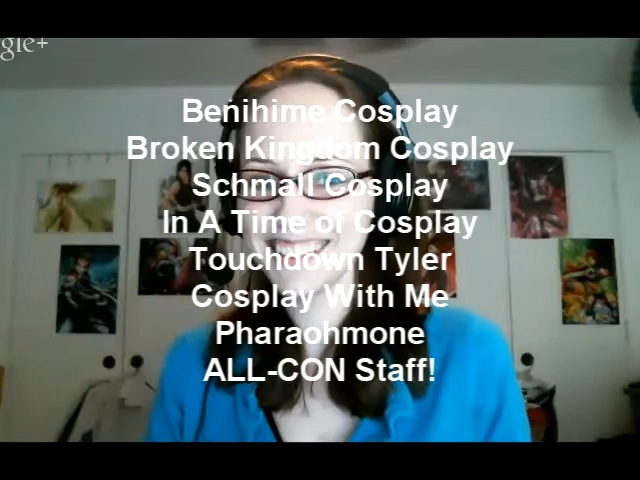 gle+
Benihime Cosplay
Broken Kingdom Cosplay
Schmall Cosplay
In A Time of Cosplay
Touchdown Tyler
Cosplay With Me
Pharaohmone
ALL-CON Staff!